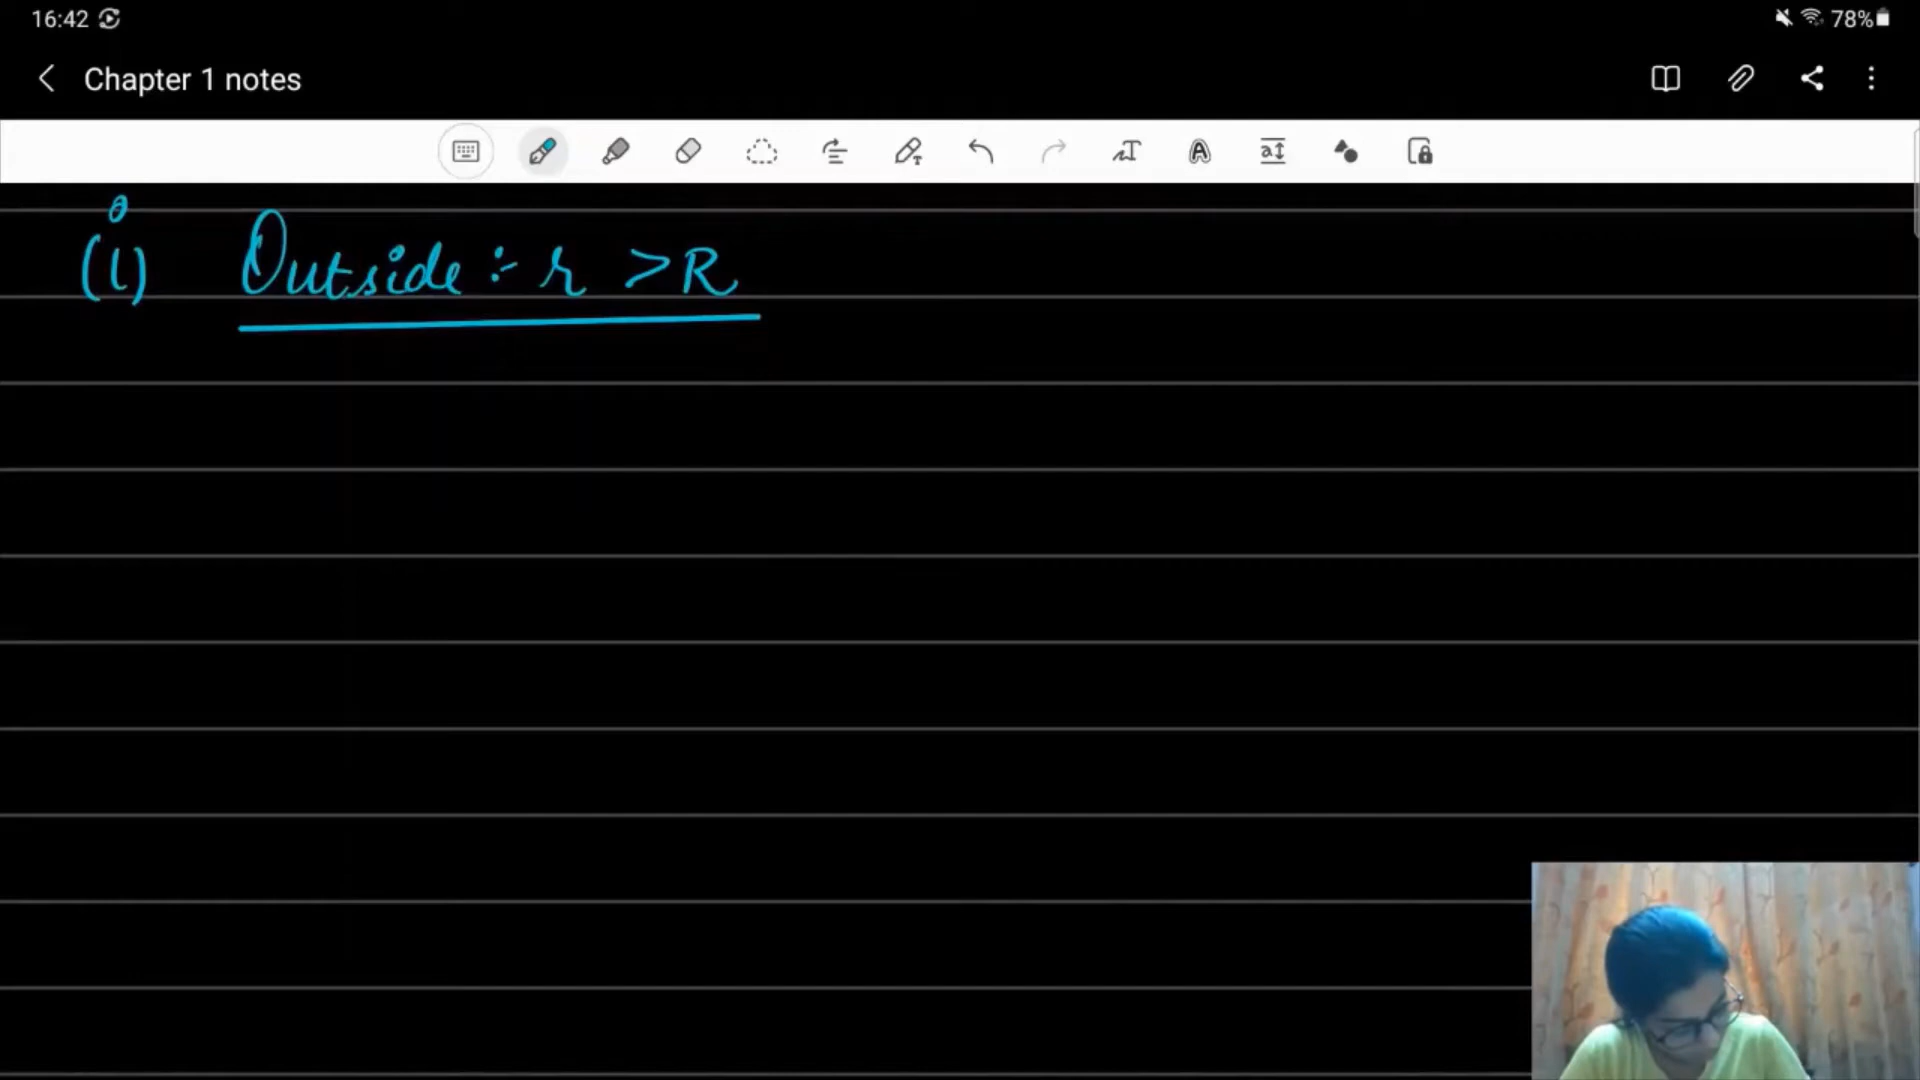 16:42 78%
Chapter 1 notes
(i) Outside :- r > R